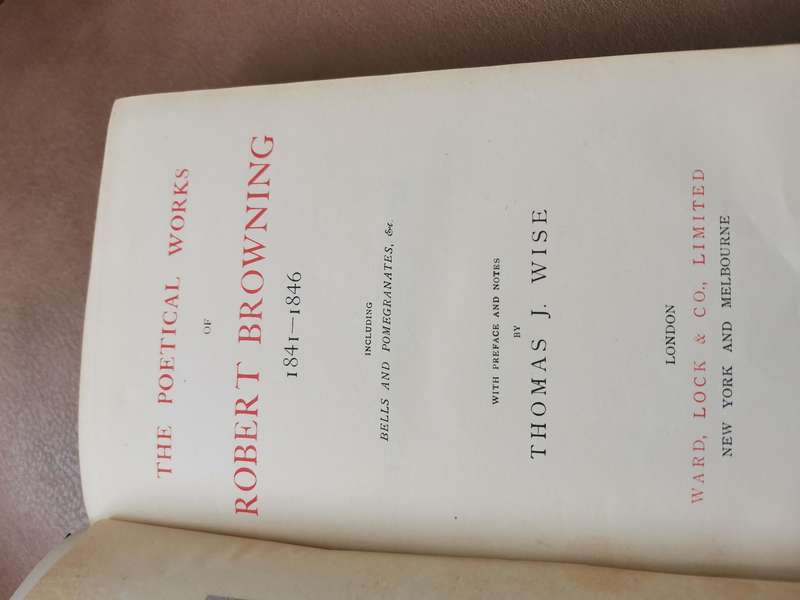 THE POETICAL WORKS
OF
ROBERT BROWNING
1841—1846
INCLUDING
BELLS AND POMEGRANATES, &c.
WITH PREFACE AND NOTES
BY
THOMAS J. WISE
LONDON
WARD, LOCK & CO., LIMITED
NEW YORK AND MELBOURNE